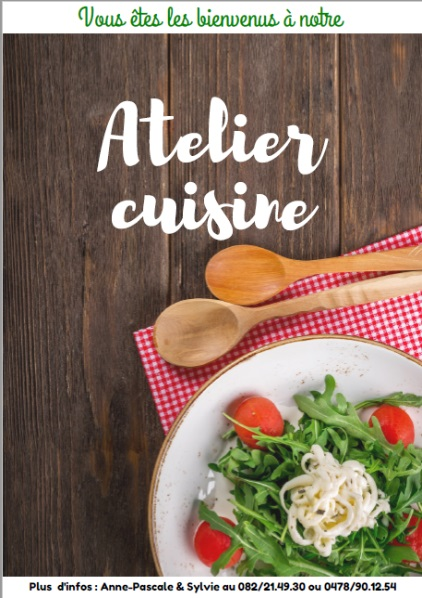 Vous êtes les bienvenus à notre
Atelier
cuisine
Plus d'infos : Anne-Pascale & Sylvie au 082/21.49.30 ou 0478/90.12.54